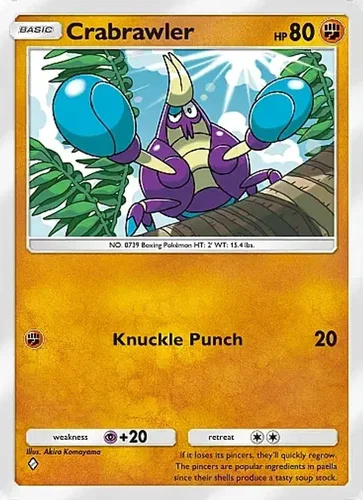 BASIC Crabrawler HP 80
NO. 0739 Boxing Pokémon HT: 2' WT: 15.4 lbs.
Knuckle Punch 20
weakness +20 retreat
Illus. Akira Komayama
If it loses its pincers, they'll quickly regrow.
The pincers are popular ingredients in paella
since their shells produce a tasty soup stock.